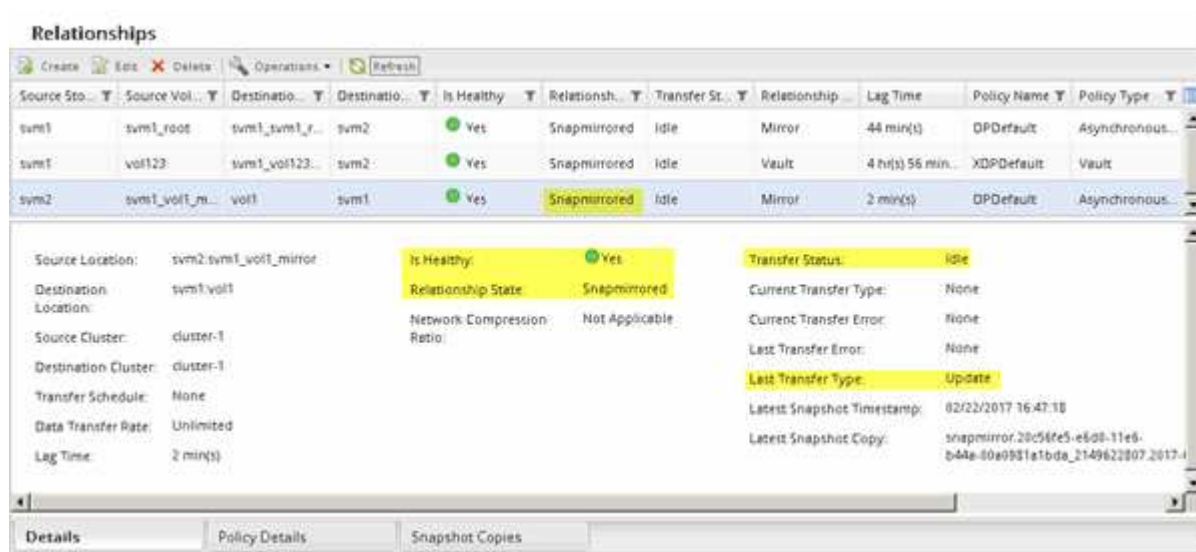 Relationships
Create Edit Delete Operations Refresh
Source Sto... Source Vol... Destinatio... Destinatio... Is Healthy Relationsh... Transfer St... Relationship ... Lag Time Policy Name Policy Type
svm1 svm1_root svm1_svm1_r... svm2 Yes Snapmirrored Idle Mirror 44 min(s) DPDefault Asynchronous...
svm1 vol123 svm1_vol123... svm2 Yes Snapmirrored Idle Vault 4 hr(s) 56 min... XDPDefault Vault
svm2 svm1_vol1_m... vol1 svm1 Yes Snapmirrored Idle Mirror 2 min(s) DPDefault Asynchronous...
Source Location: svm2:svm1_vol1_mirror
Destination Location: svm1:vol1
Source Cluster: cluster-1
Destination Cluster: cluster-1
Transfer Schedule: None
Data Transfer Rate: Unlimited
Lag Time: 2 min(s)
Is Healthy: Yes
Relationship State: Snapmirrored
Network Compression Ratio: Not Applicable
Transfer Status: Idle
Current Transfer Type: None
Current Transfer Error: None
Last Transfer Error: None
Last Transfer Type: Update
Latest Snapshot Timestamp: 02/22/2017 16:47:18
Latest Snapshot Copy:
Details Policy Details Snapshot Copies